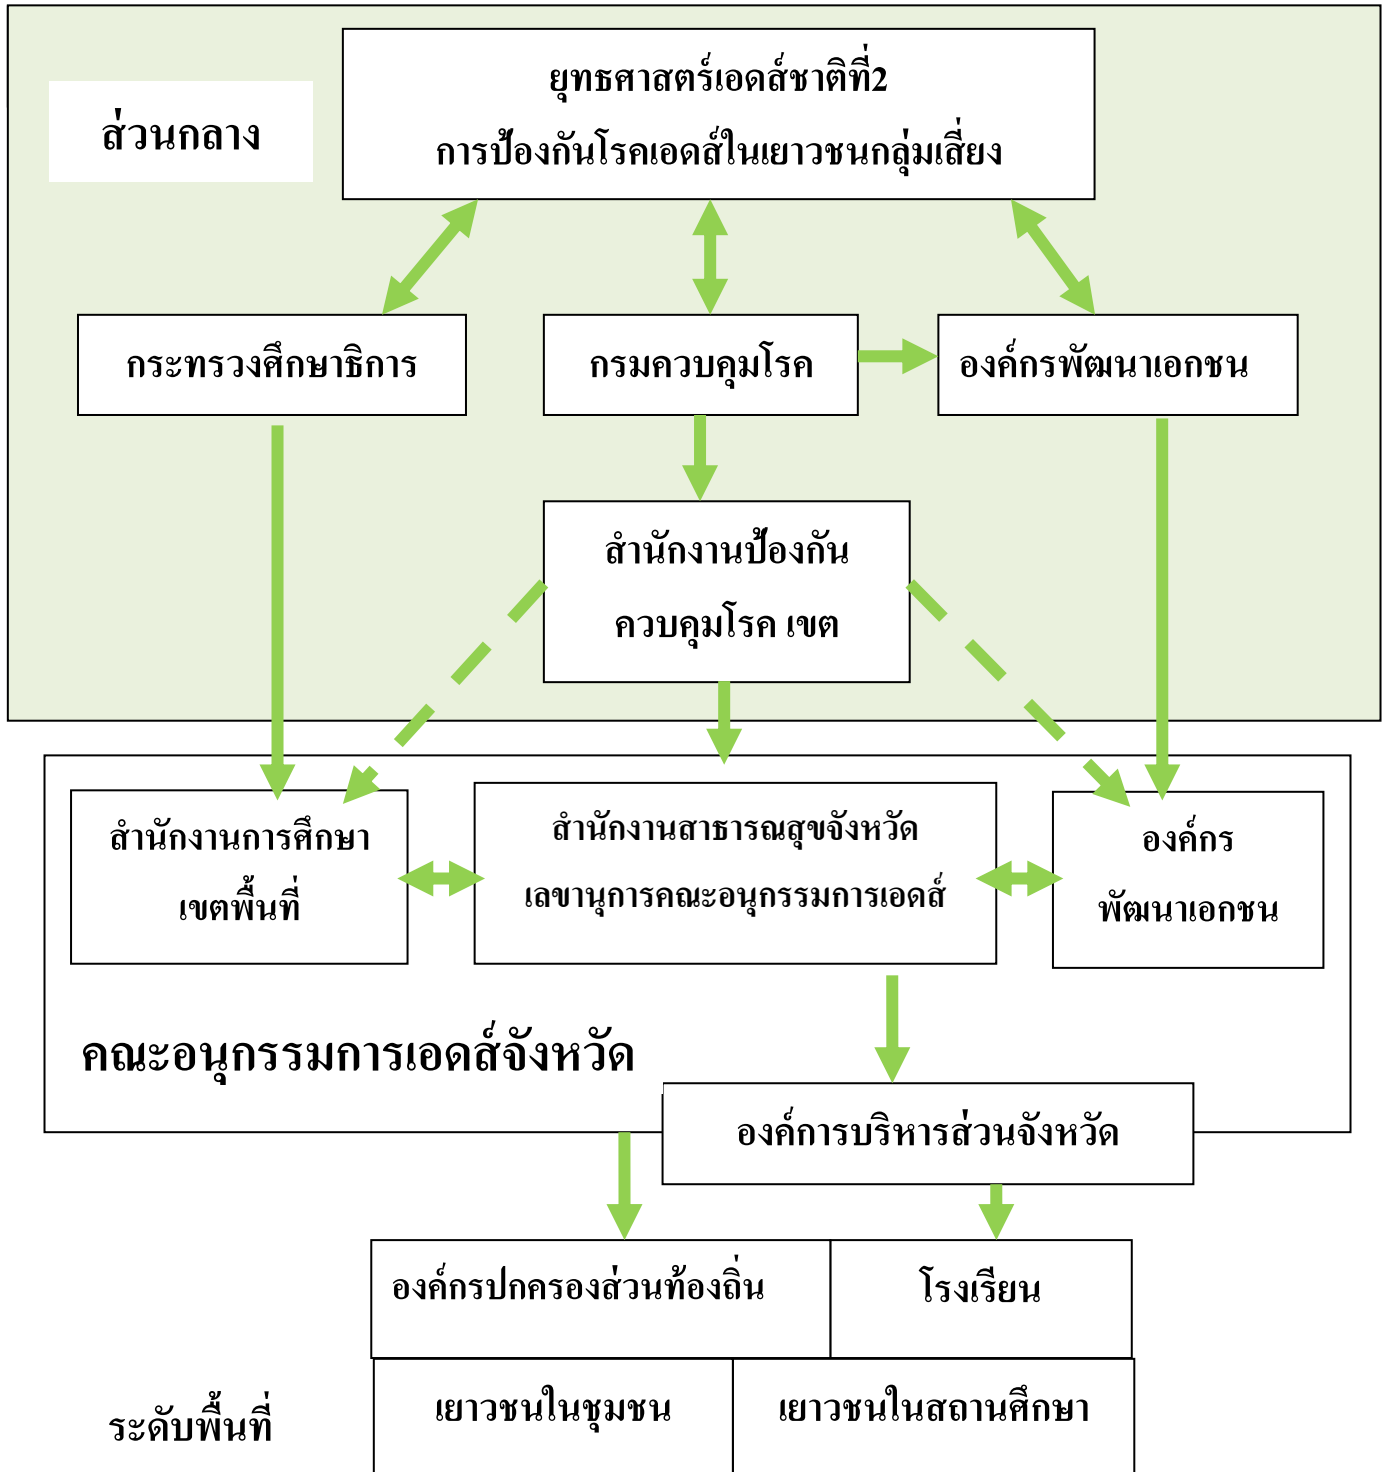 ยุทธศาสตร์เอดส์ชาติที่2
การป้องกันโรคเอดส์ในเยาวชนกลุ่มเสี่ยง
ส่วนกลาง
กระทรวงศึกษาธิการ
กรมควบคุมโรค
องค์กรพัฒนาเอกชน
สำนักงานป้องกัน
ควบคุมโรค เขต
สำนักงานการศึกษา
เขตพื้นที่
สำนักงานสาธารณสุขจังหวัด
เลขานุการคณะอนุกรรมการเอดส์
องค์กร
พัฒนาเอกชน
คณะอนุกรรมการเอดส์จังหวัด
องค์การบริหารส่วนจังหวัด
องค์กรปกครองส่วนท้องถิ่น
โรงเรียน
เยาวชนในชุมชน
เยาวชนในสถานศึกษา
ระดับพื้นที่